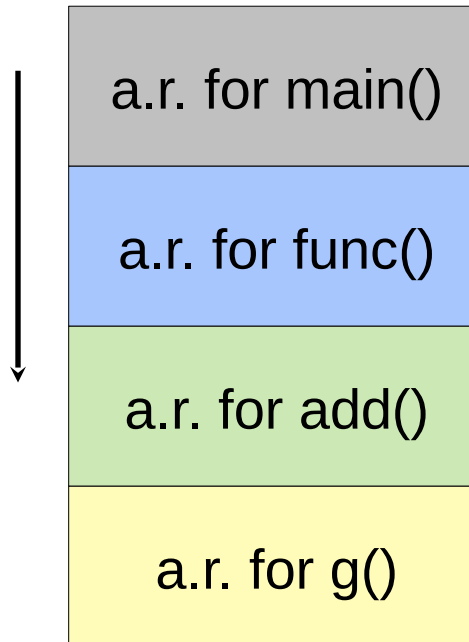 a.r. for main()
a.r. for func()
a.r. for add()
a.r. for g()